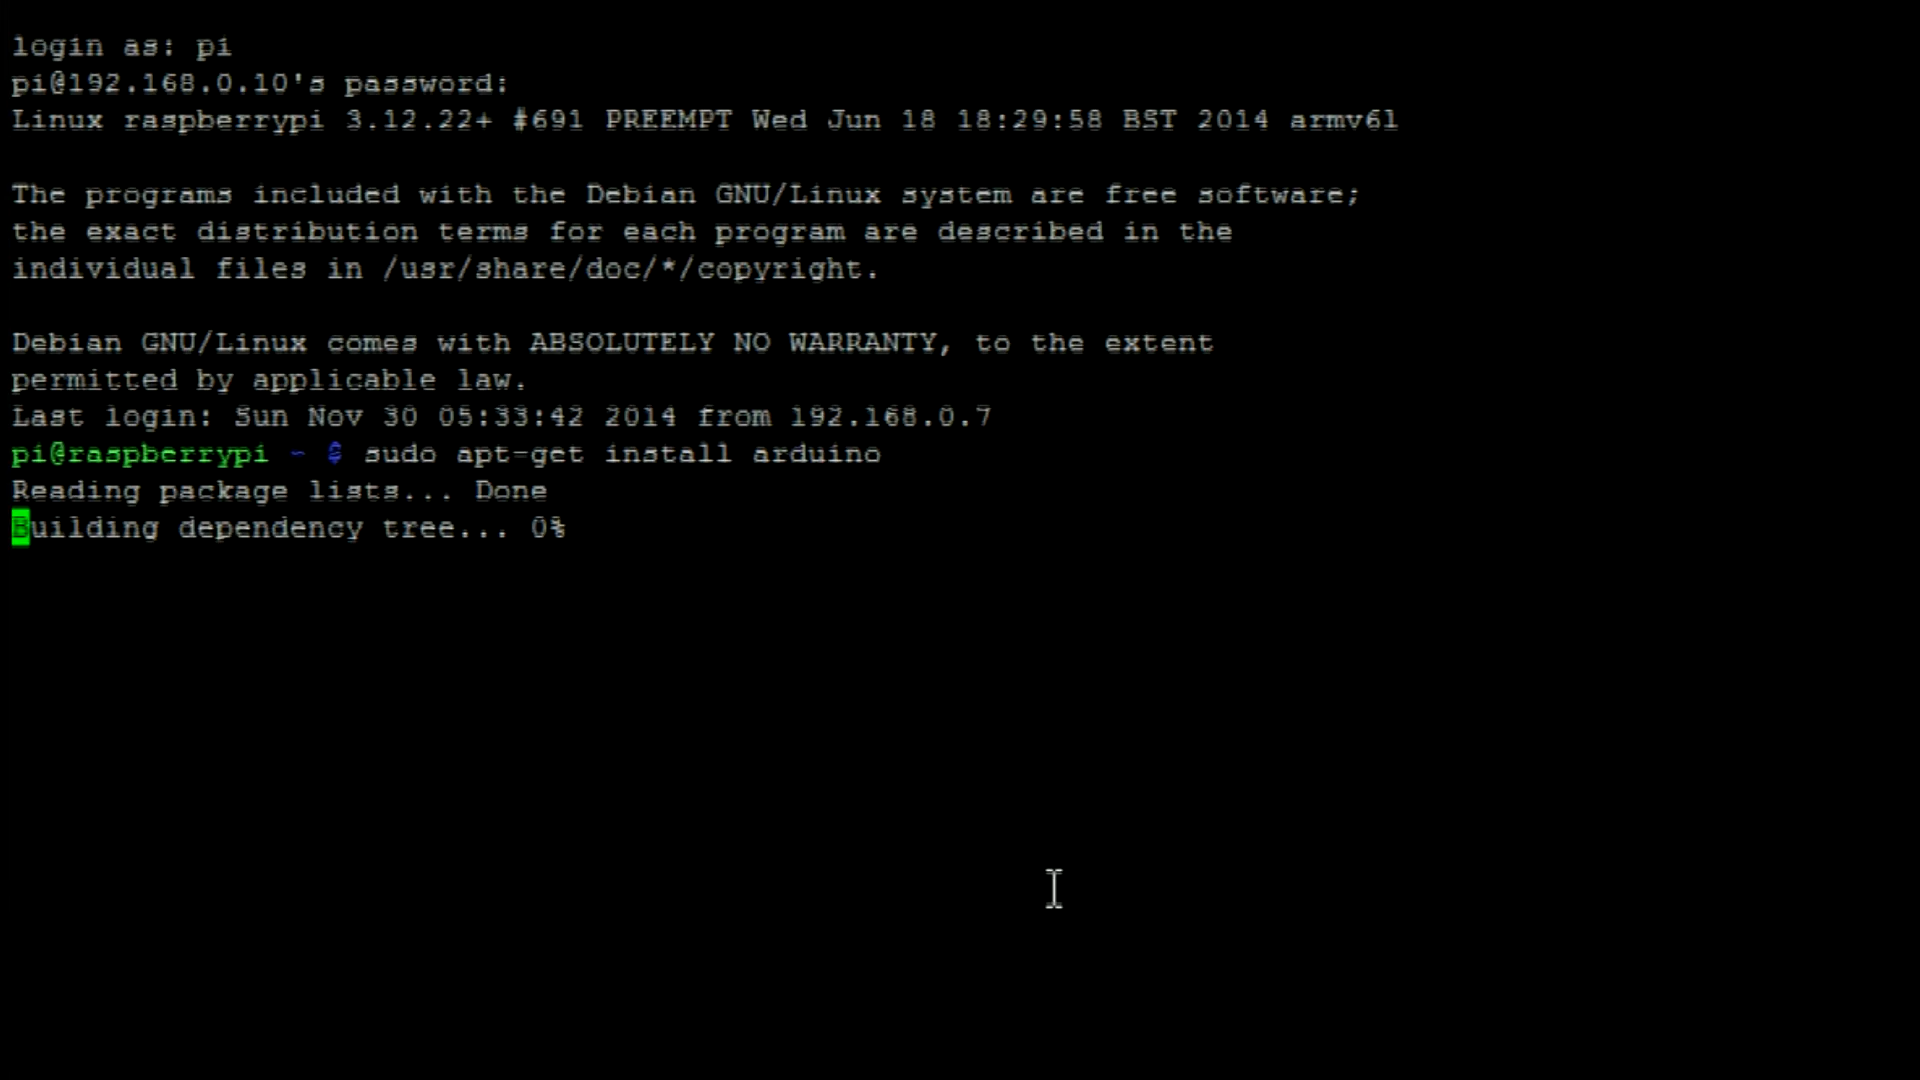 login as: pi
pi@192.168.0.10's password:
Linux raspberrypi 3.12.22+ #691 PREEMPT Wed Jun 18 18:29:58 BST 2014 armv6l
The programs included with the Debian GNU/Linux system are free software;
the exact distribution terms for each program are described in the
individual files in /usr/share/doc/*/copyright.
Debian GNU/Linux comes with ABSOLUTELY NO WARRANTY, to the extent
permitted by applicable law.
Last login: Sun Nov 30 05:33:42 2014 from 192.168.0.7
pi@raspberrypi ~ $ sudo apt-get install arduino
Reading package lists... Done
Building dependency tree... 0%